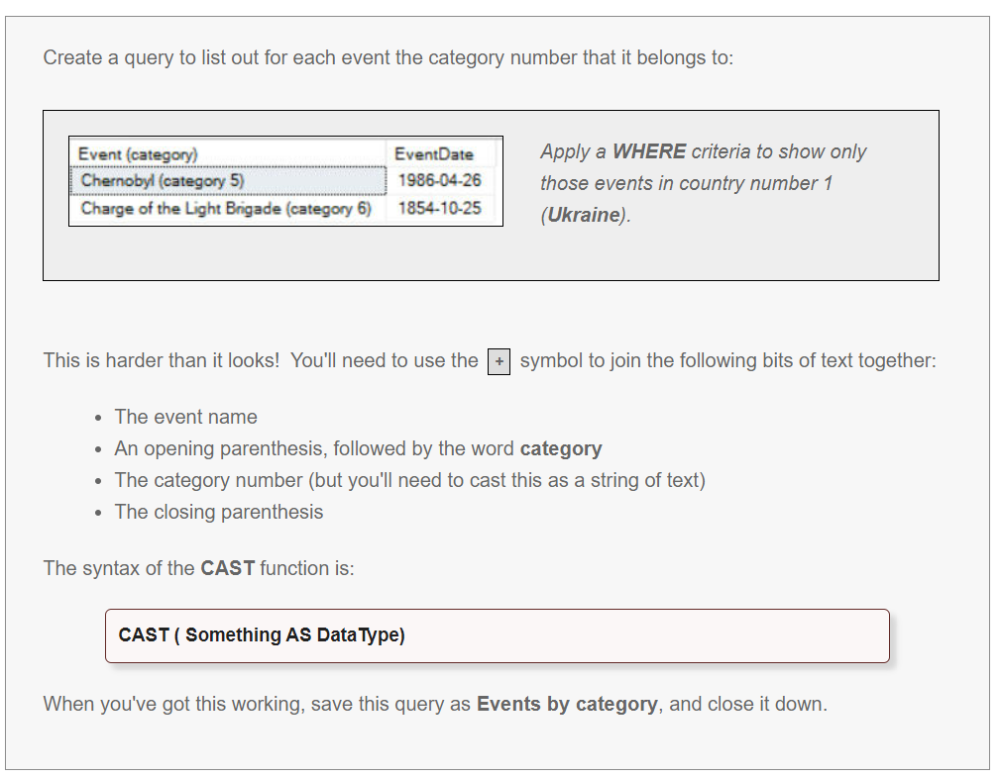 Create a query to list out for each event the category number that it belongs to:
Event (category) EventDate
Chernobyl (category 5) 1986-04-26
Charge of the Light Brigade (category 6) 1854-10-25
Apply a WHERE criteria to show only
those events in country number 1
(Ukraine).
This is harder than it looks! You'll need to use the + symbol to join the following bits of text together:
• The event name
• An opening parenthesis, followed by the word category
• The category number (but you'll need to cast this as a string of text)
• The closing parenthesis
The syntax of the CAST function is:
CAST ( Something AS DataType)
When you've got this working, save this query as Events by category, and close it down.